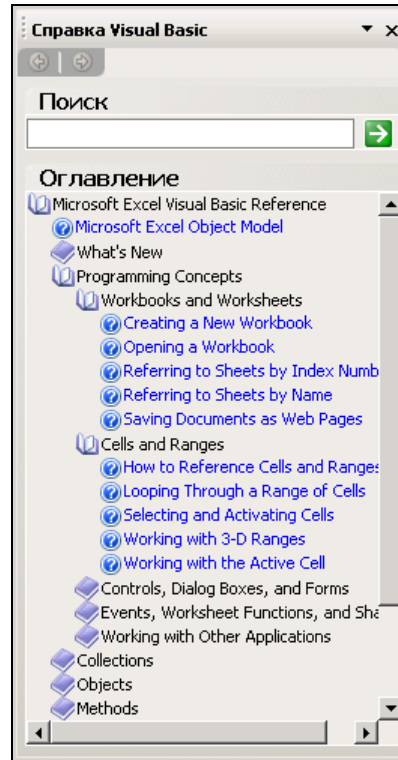 Справка Visual Basic
Поиск
Оглавление
Microsoft Excel Visual Basic Reference
Microsoft Excel Object Model
What's New
Programming Concepts
Workbooks and Worksheets
Creating a New Workbook
Opening a Workbook
Referring to Sheets by Index Numb
Referring to Sheets by Name
Saving Documents as Web Pages
Cells and Ranges
How to Reference Cells and Ranges
Looping Through a Range of Cells
Selecting and Activating Cells
Working with 3-D Ranges
Working with the Active Cell
Controls, Dialog Boxes, and Forms
Events, Worksheet Functions, and Sha
Working with Other Applications
Collections
Objects
Methods